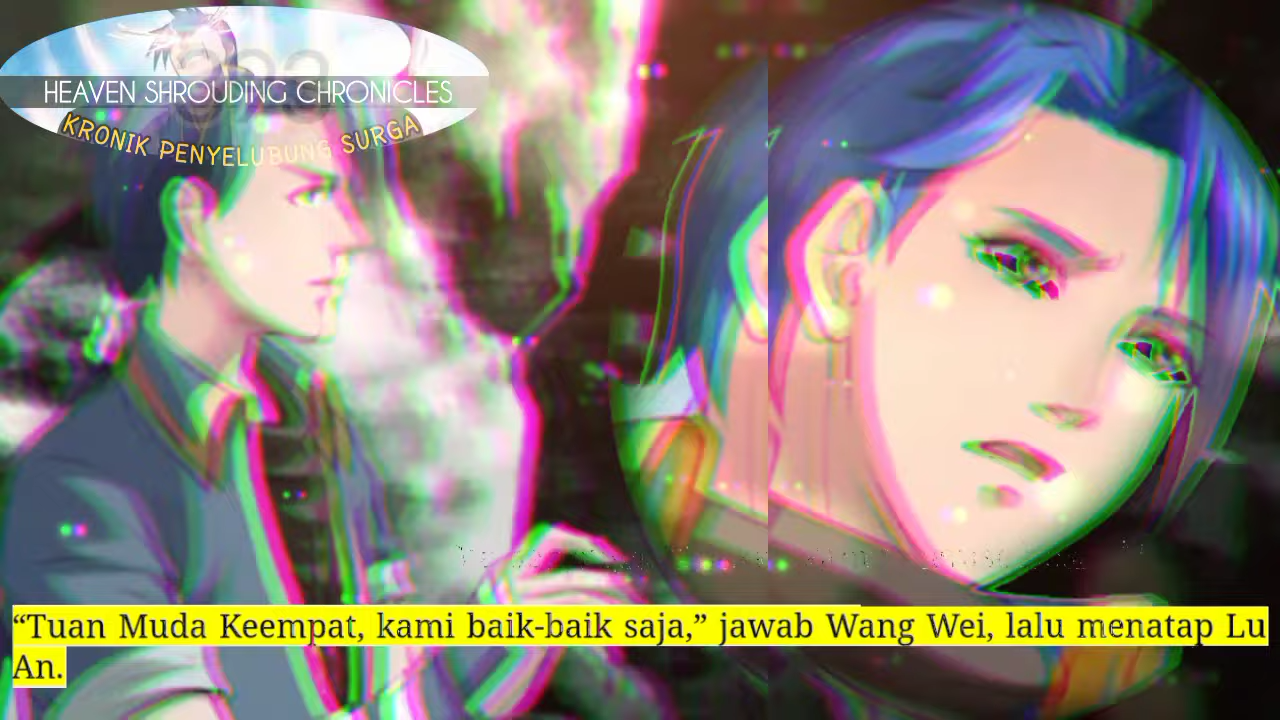 HEAVEN SHROUDING CHRONICLES
KRONIK PENYELUBUNG SURGA
“Tuan Muda Keempat, kami baik-baik saja,” jawab Wang Wei, lalu menatap Lu
An.